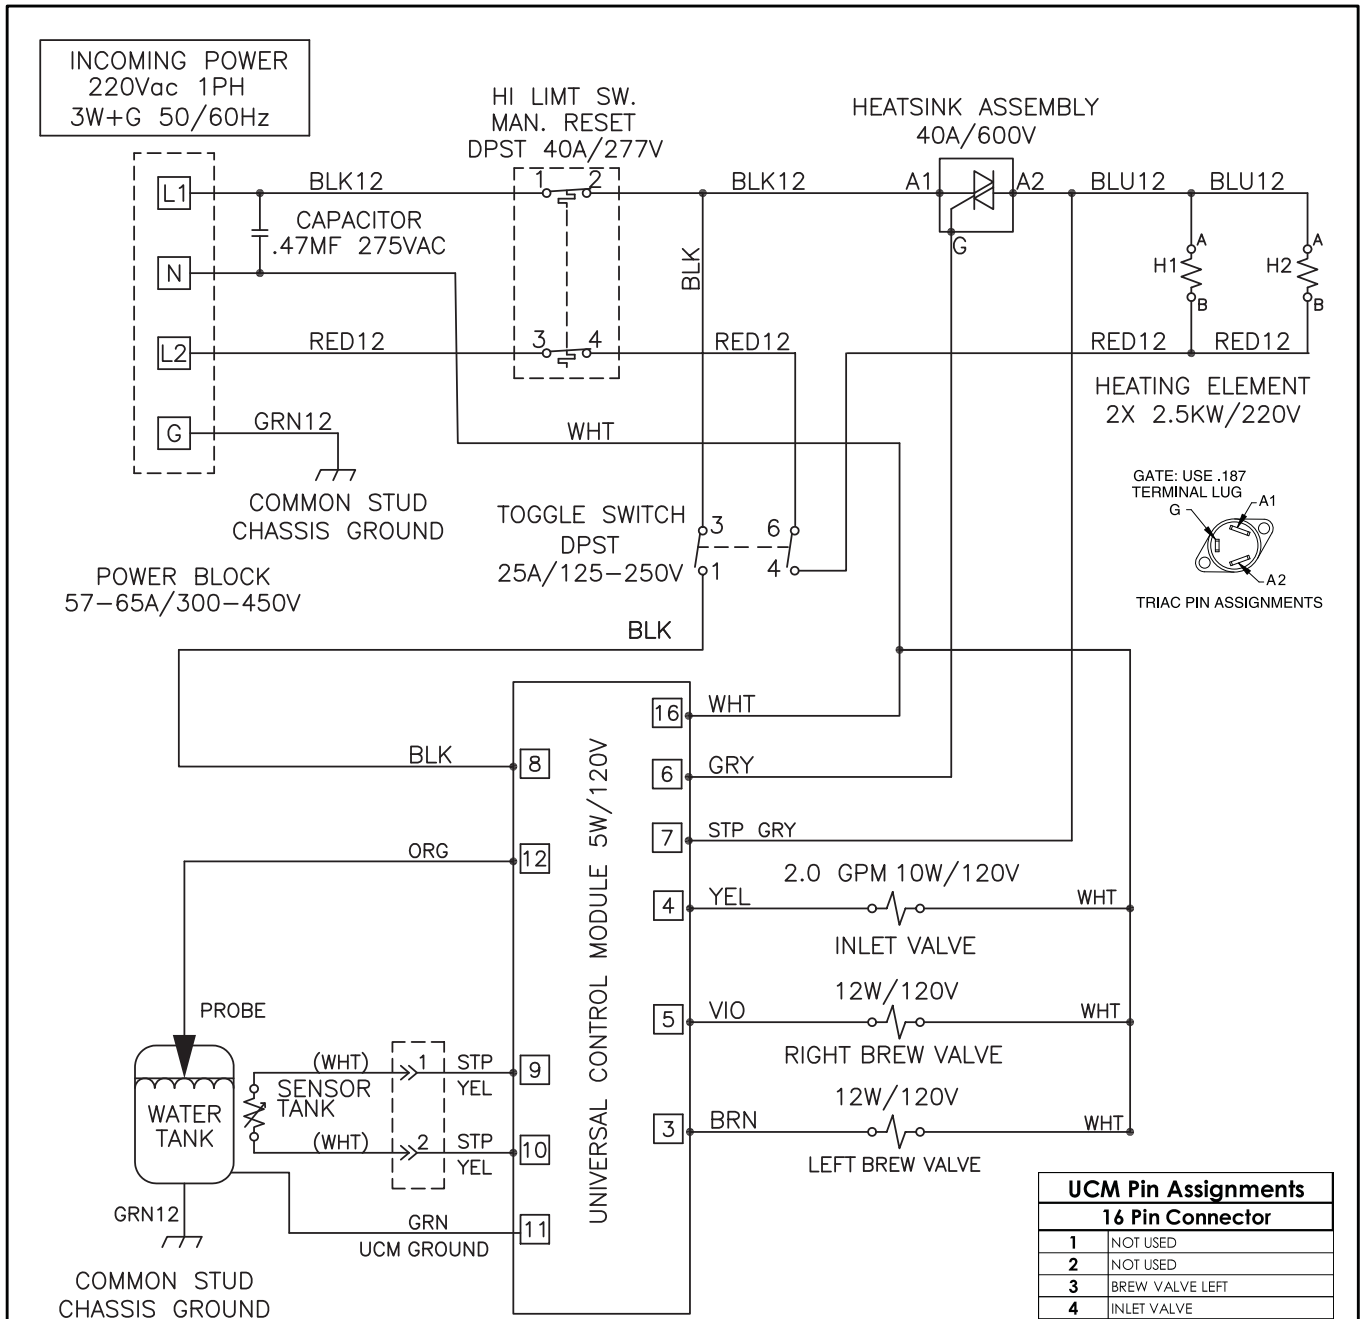 INCOMING POWER
220Vac 1PH
3W+G 50/60Hz
HI LIMT SW.
MAN. RESET
DPST 40A/277V
HEATSINK ASSEMBLY
40A/600V
L1
BLK12
1
2
BLK12
A1
A2
BLU12
BLU12
CAPACITOR
.47MF 275VAC
G
BLK
A
H1
B
A
H2
B
N
L2
RED12
3
4
RED12
RED12
RED12
HEATING ELEMENT
2X 2.5KW/220V
G
GRN12
WHT
COMMON STUD
CHASSIS GROUND
GATE: USE .187
TERMINAL LUG
G
A1
A2
TRIAC PIN ASSIGNMENTS
TOGGLE SWITCH
DPST
25A/125-250V
3
1
6
4
POWER BLOCK
57-65A/300-450V
BLK
UNIVERSAL CONTROL MODULE 5W/120V
16
WHT
BLK
8
6
GRY
7
STP GRY
ORG
12
2.0 GPM 10W/120V
4
YEL
WHT
INLET VALVE
12W/120V
5
VIO
WHT
RIGHT BREW VALVE
12W/120V
3
BRN
WHT
LEFT BREW VALVE
PROBE
WATER
TANK
SENSOR
TANK
(WHT)
1
STP
YEL
9
(WHT)
2
STP
YEL
10
GRN
UCM GROUND
11
GRN12
COMMON STUD
CHASSIS GROUND
UCM Pin Assignments
16 Pin Connector
1 NOT USED
2 NOT USED
3 BREW VALVE LEFT
4 INLET VALVE